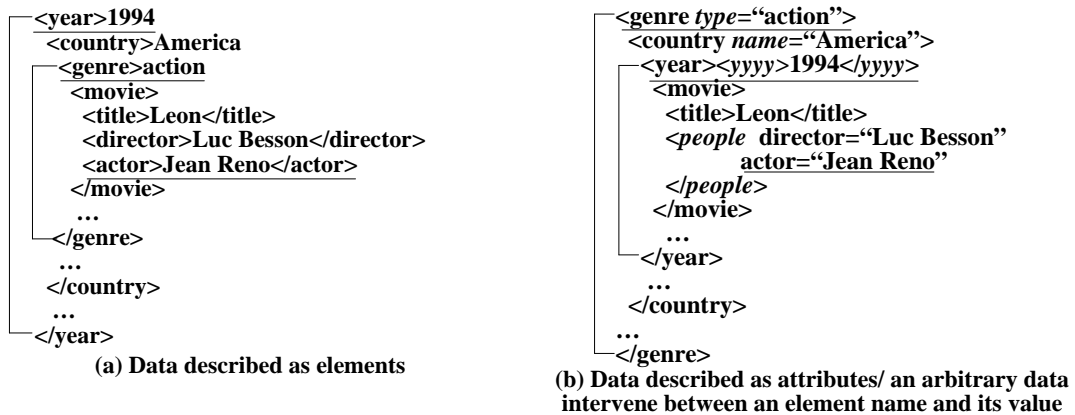 <year>1994
<country>America
<genre>action
<movie>
<title>Leon</title>
<director>Luc Besson</director>
<actor>Jean Reno</actor>
</movie>
...
</genre>
...
</country>
...
</year>
(a) Data described as elements
<genre type=“action”>
<country name=“America”>
<year><yyyy>1994</yyyy>
<movie>
<title>Leon</title>
<people director=“Luc Besson”
actor=“Jean Reno”
</people>
</movie>
...
</year>
...
</country>
...
</genre>
(b) Data described as attributes/ an arbitrary data
intervene between an element name and its value